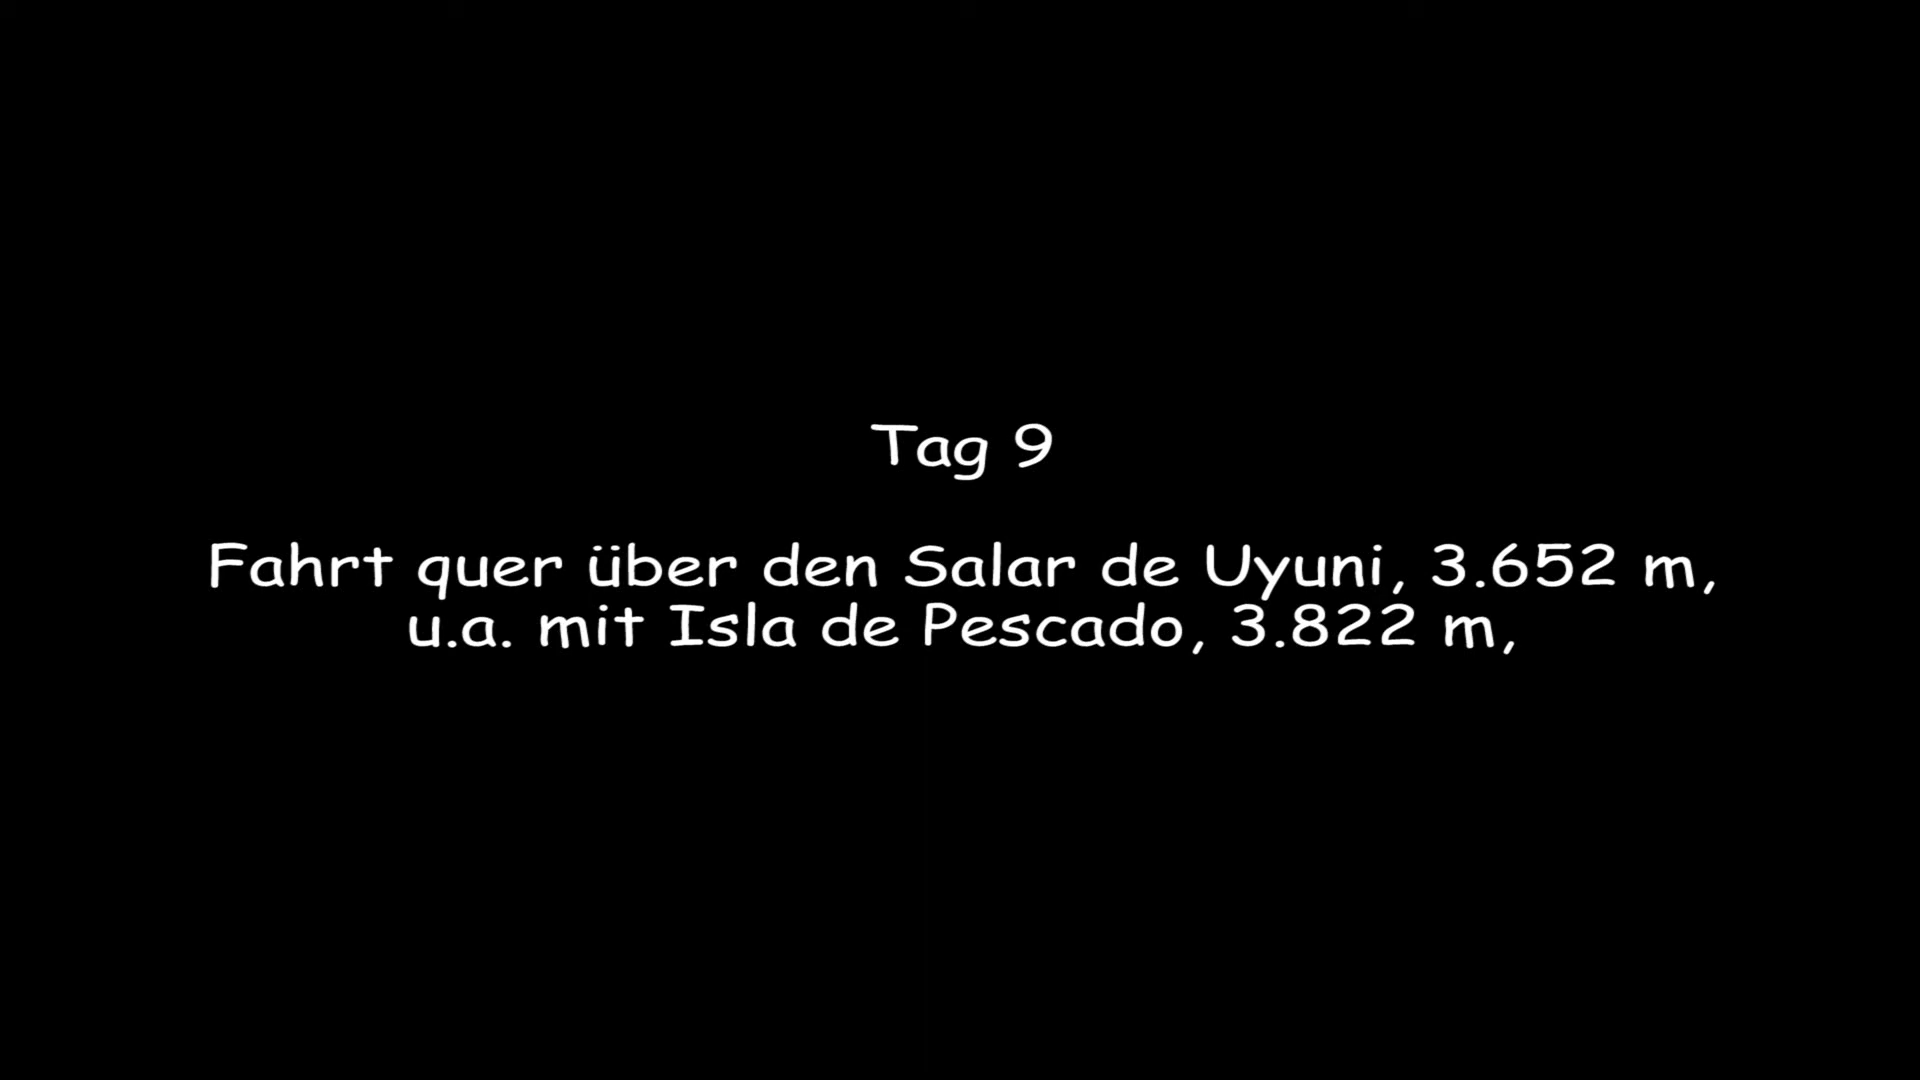 Tag 9
Fahrt quer über den Salar de Uyuni, 3.652 m,
u.a. mit Isla de Pescado, 3.822 m,